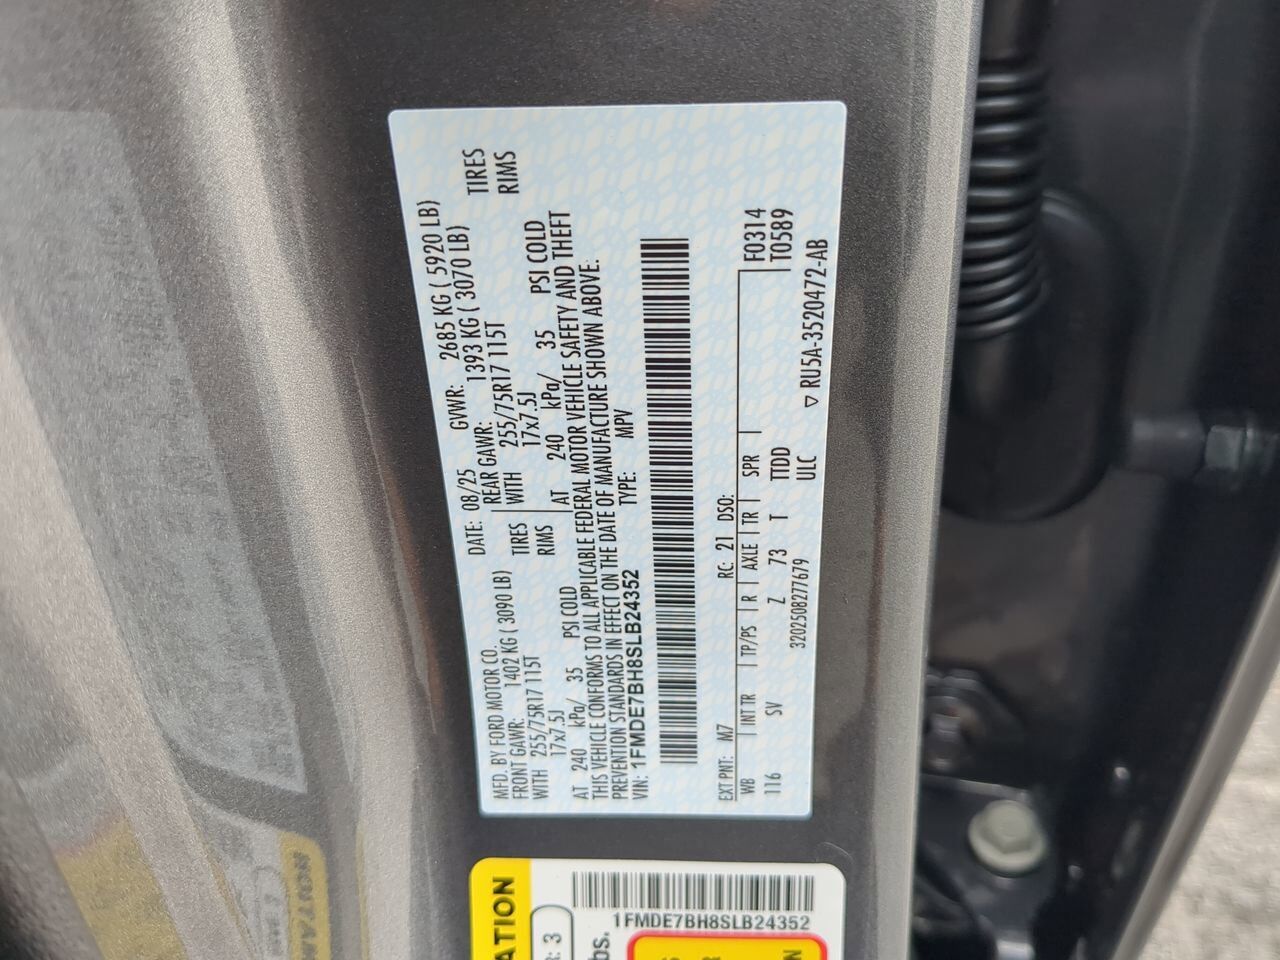 MFD. BY FORD MOTOR CO.
DATE: 08/25 GVWR: 2685 KG ( 5920 LB)
FRONT GAWR: 1402 KG ( 3090 LB)
REAR GAWR: 1393 KG ( 3070 LB)
WITH 255/75R17 115T TIRES
WITH 255/75R17 115T TIRES
17x7.5J RIMS
17x7.5J RIMS
AT 240 kPa/ 35 PSI COLD
AT 240 kPa/ 35 PSI COLD
THIS VEHICLE CONFORMS TO ALL APPLICABLE FEDERAL MOTOR VEHICLE SAFETY AND THEFT
PREVENTION STANDARDS IN EFFECT ON THE DATE OF MANUFACTURE SHOWN ABOVE.
VIN: 1FMDE7BH8SLB24352 TYPE: MPV
EXT PNT: M7 RC: 21 DSO: F0314
WB INT TR TP/PS R AXLE TR SPR T0589
116 SV Z 73 T TTDD
3202508277679 ULC
▽ RU5A-3520472-AB
1FMDE7BH8SLB24352
ATION
R: 3
bs.